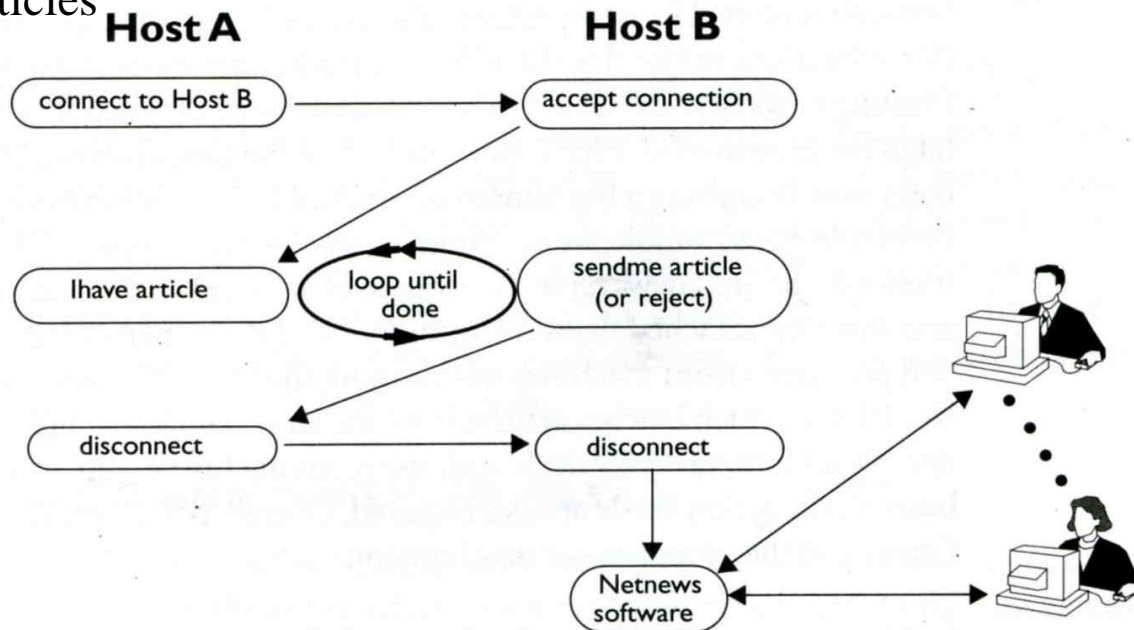 ticles
Host A
Host B
connect to Host B
accept connection
Ihave article
loop until
done
sendme article
(or reject)
disconnect
disconnect
Netnews
software